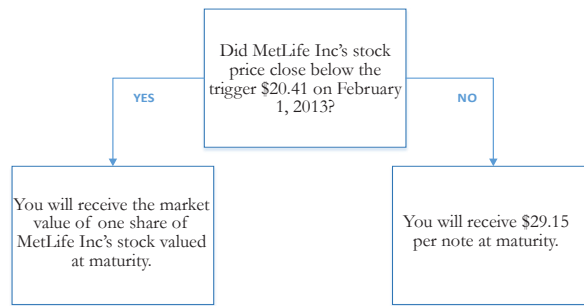 Did MetLife Inc's stock
price close below the
trigger $20.41 on February
1, 2013?
YES
NO
You will receive the market
value of one share of
MetLife Inc's stock valued
at maturity.
You will receive $29.15
per note at maturity.